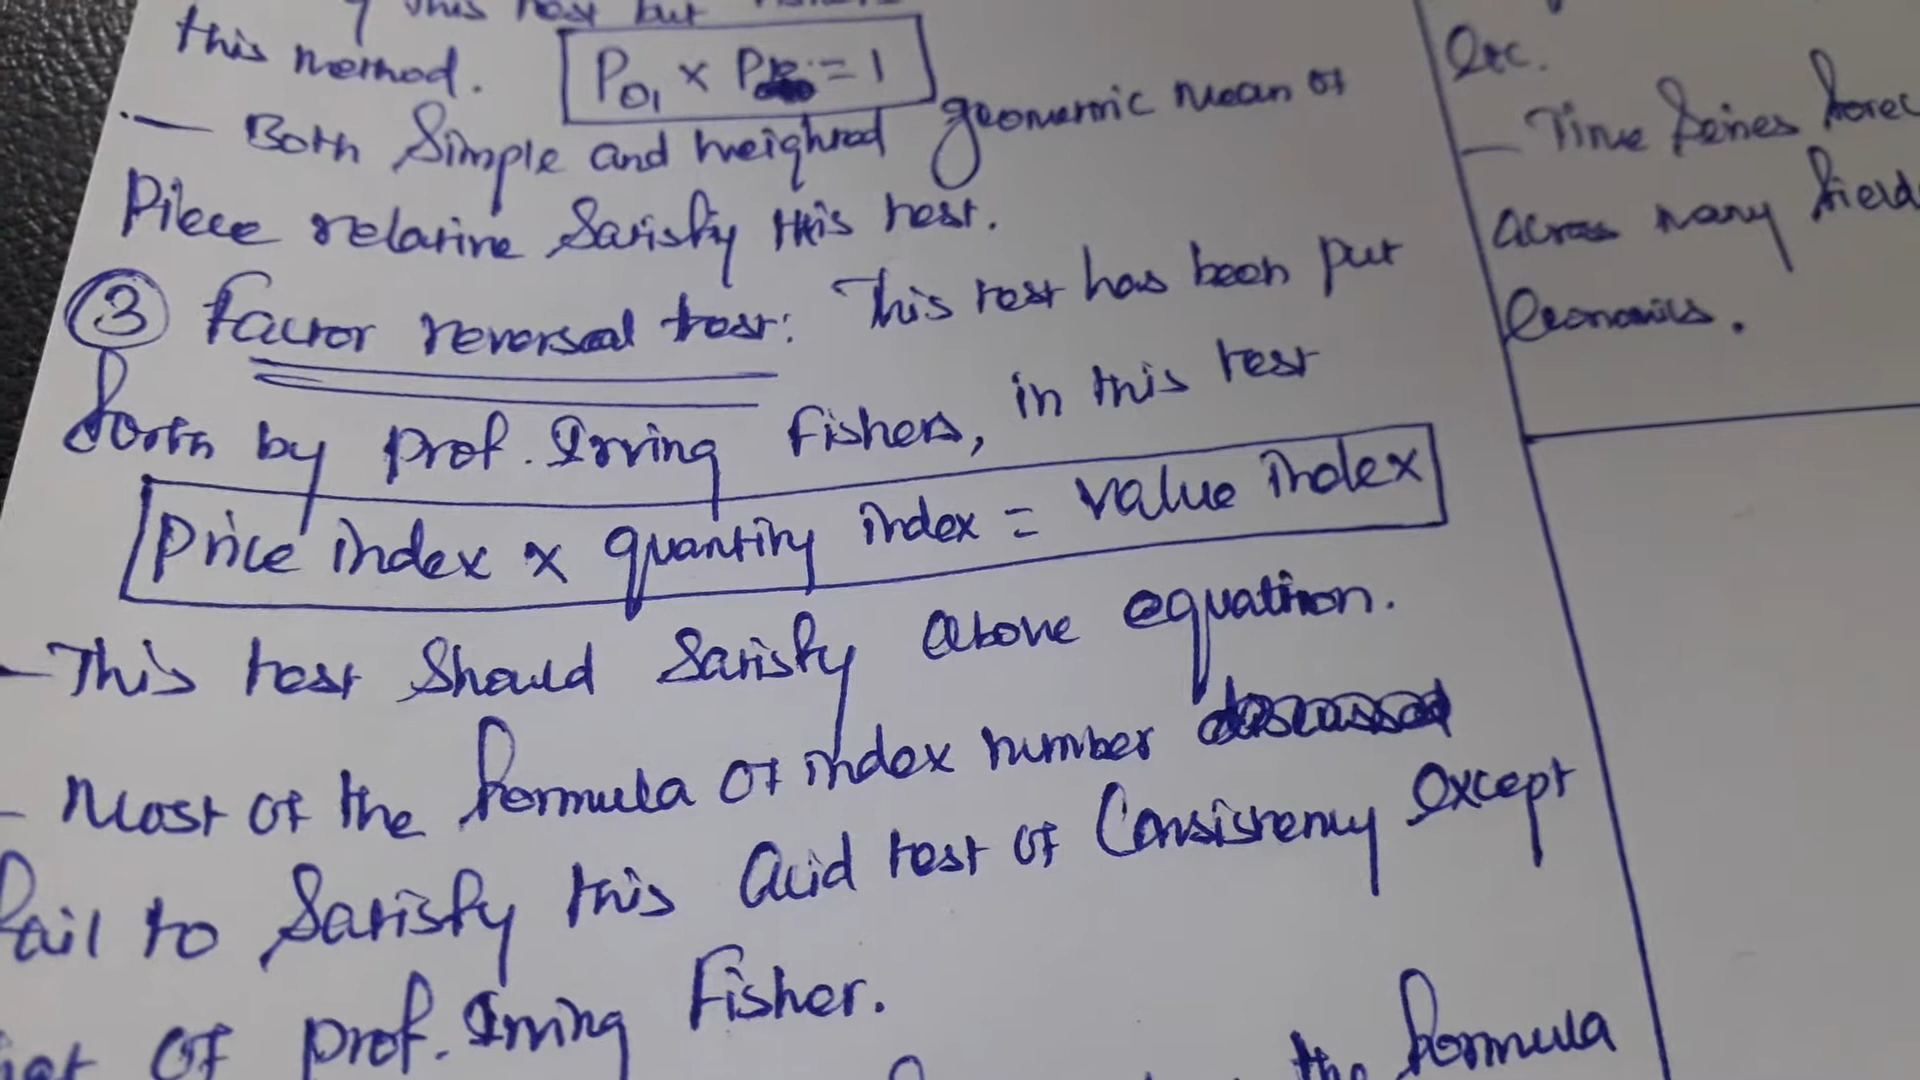 this method. P01 × P = 1
— Both Simple and weighted geometric mean of
Piece relative Satisfy this test.
③ Factor reversal test: This test has been put
forth by prof. Irving Fishers, in this test
Price index × quantity index = value index
— This test Should Satisfy above equation.
— Most of the formula of index number
fail to Satisfy this acid test of Consistency except
of prof. Irving Fisher.
the formula
etc.
— Time Series
across many field
Economics.